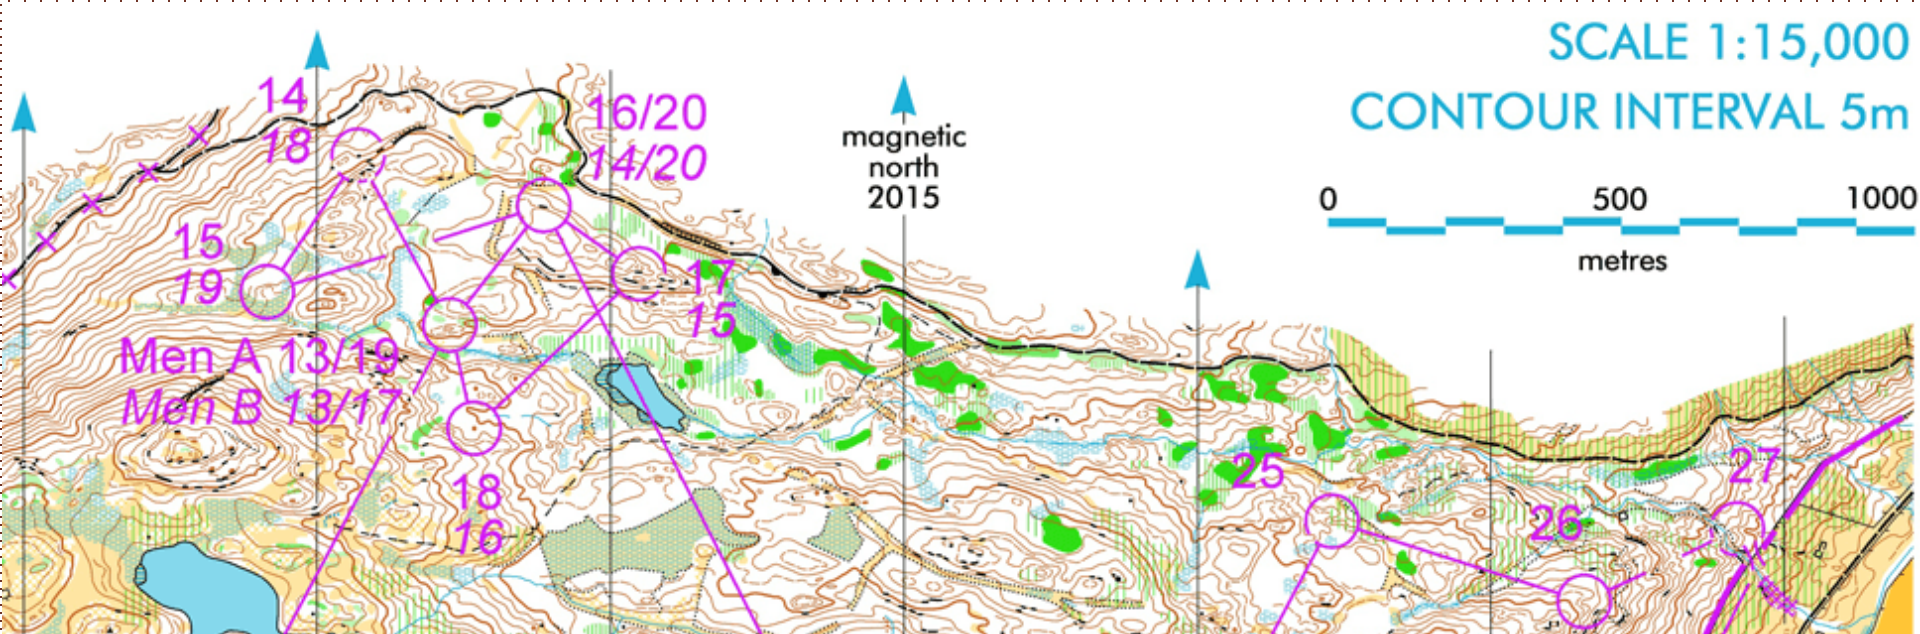 SCALE 1:15,000
CONTOUR INTERVAL 5m
14
18
16/20
14/20
magnetic
north
2015
0 500 1000
metres
15
19
17
15
Men A 13/19
Men B 13/17
18
16
25
26
27